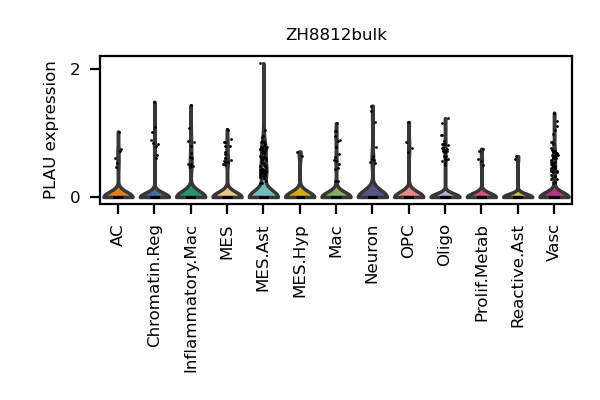 ZH8812bulk
PLAU expression
2
0
AC
Chromatin.Reg
Inflammatory.Mac
MES
MES.Ast
MES.Hyp
Mac
Neuron
OPC
Oligo
Prolif.Metab
Reactive.Ast
Vasc